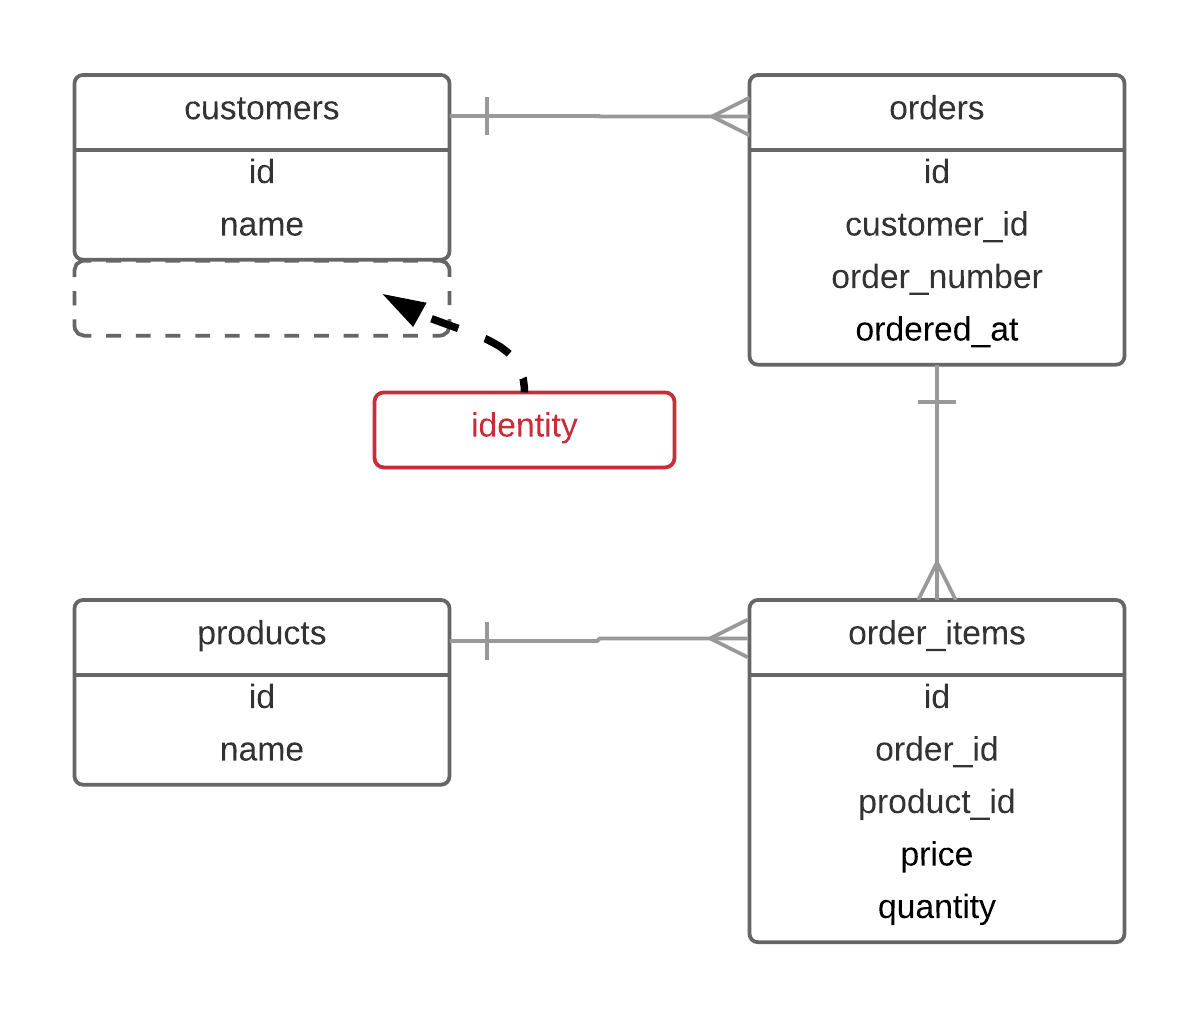 customers
id
name
orders
id
customer_id
order_number
ordered_at
identity
products
id
name
order_items
id
order_id
product_id
price
quantity